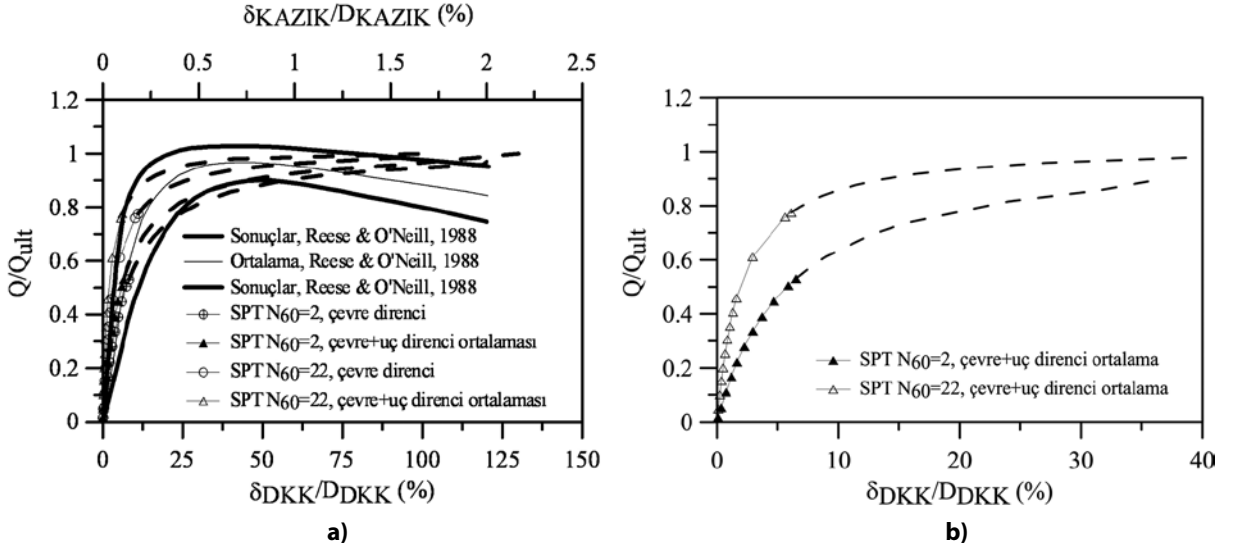 δKAZIK/DKAZIK (%)
0 0.5 1 1.5 2 2.5
1.2
1
0.8
0.6
0.4
0.2
0
Q/Qult
Sonuçlar, Reese & O'Neill, 1988
Ortalama, Reese & O'Neill, 1988
Sonuçlar, Reese & O'Neill, 1988
SPT N60=2, çevre direnci
SPT N60=2, çevre+uç direnci ortalaması
SPT N60=22, çevre direnci
SPT N60=22, çevre+uç direnci ortalaması
0 25 50 75 100 125 150
δDKK/DDKK (%)
a)
1.2
1
0.8
0.6
0.4
0.2
0
Q/Qult
SPT N60=2, çevre+uç direnci ortalama
SPT N60=22, çevre+uç direnci ortalama
0 10 20 30 40
δDKK/DDKK (%)
b)